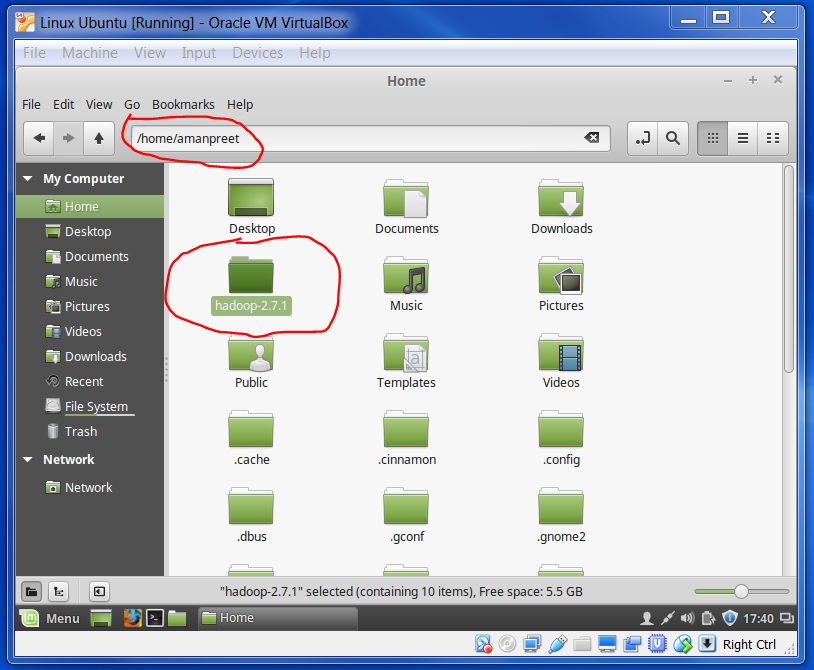 Linux Ubuntu [Running] - Oracle VM VirtualBox
File Machine View Input Devices Help
Home
File Edit View Go Bookmarks Help
/home/amanpreet
My Computer
Home
Desktop
Documents
Music
Pictures
Videos
Downloads
Recent
File System
Trash
Network
Network
Desktop Documents Downloads
hadoop-2.7.1 Music Pictures
Public Templates Videos
.cache .cinnamon .config
.dbus .gconf .gnome2
"hadoop-2.7.1" selected (containing 10 items), Free space: 5.5 GB
Menu Home 17:40
Right Ctrl